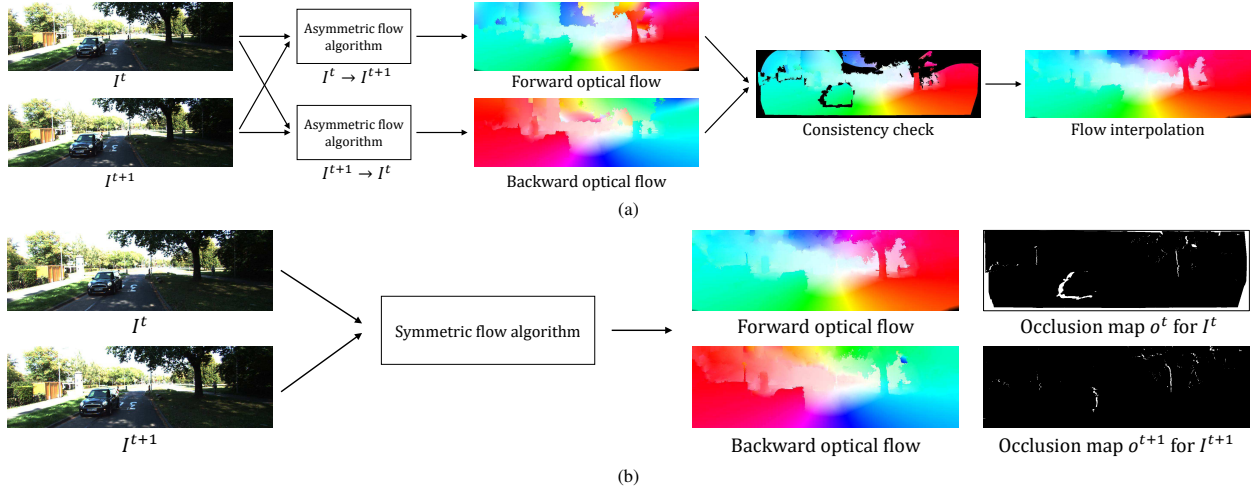 I^t
Asymmetric flow
algorithm
I^t → I^{t+1}
Forward optical flow
I^{t+1}
Asymmetric flow
algorithm
I^{t+1} → I^t
Backward optical flow
Consistency check
Flow interpolation
(a)
I^t
Symmetric flow algorithm
Forward optical flow
Occlusion map o^t for I^t
I^{t+1}
Backward optical flow
Occlusion map o^{t+1} for I^{t+1}
(b)